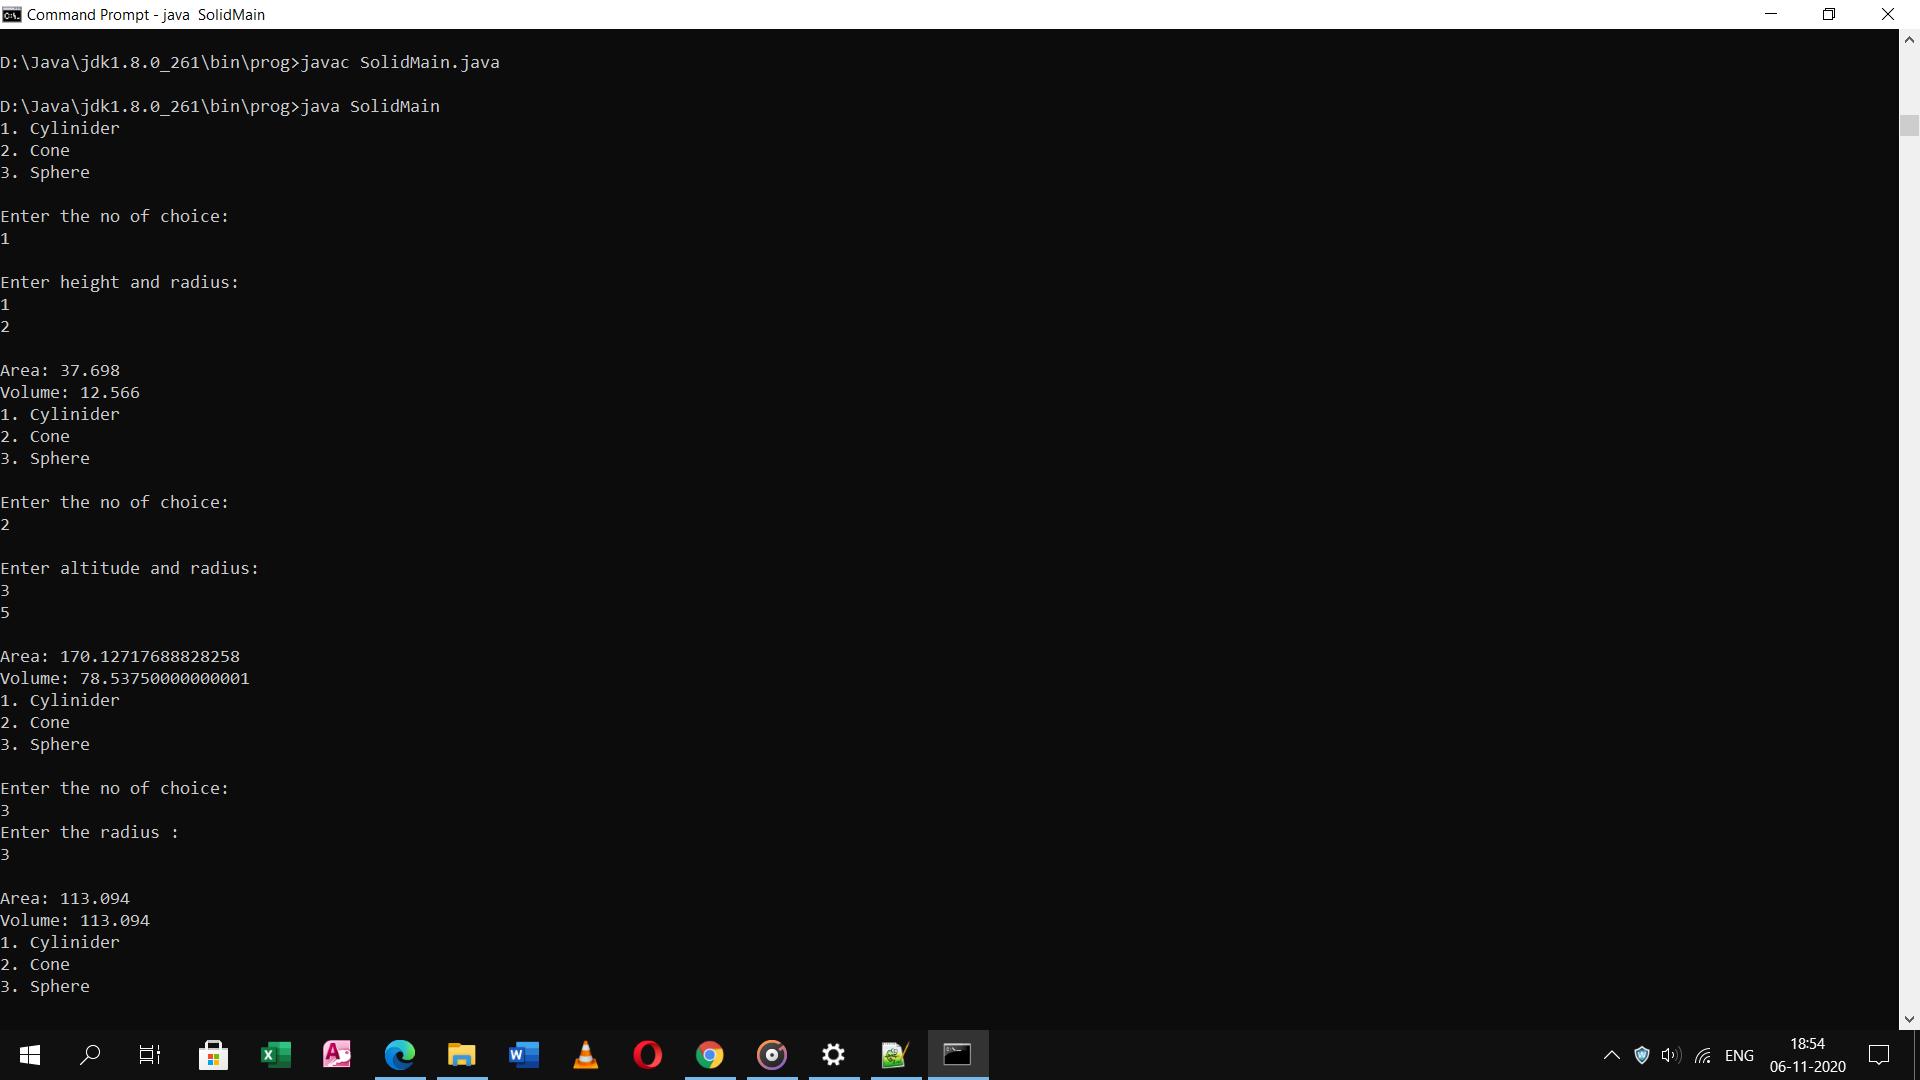 Command Prompt - java  SolidMain
D:\Java\jdk1.8.0_261\bin\prog>javac SolidMain.java
D:\Java\jdk1.8.0_261\bin\prog>java SolidMain
1. Cylinider
2. Cone
3. Sphere
Enter the no of choice:
1
Enter height and radius:
1
2
Area: 37.698
Volume: 12.566
1. Cylinider
2. Cone
3. Sphere
Enter the no of choice:
2
Enter altitude and radius:
3
5
Area: 170.12717688828258
Volume: 78.53750000000001
1. Cylinider
2. Cone
3. Sphere
Enter the no of choice:
3
Enter the radius :
3
Area: 113.094
Volume: 113.094
1. Cylinider
2. Cone
3. Sphere
ENG
18:54
06-11-2020